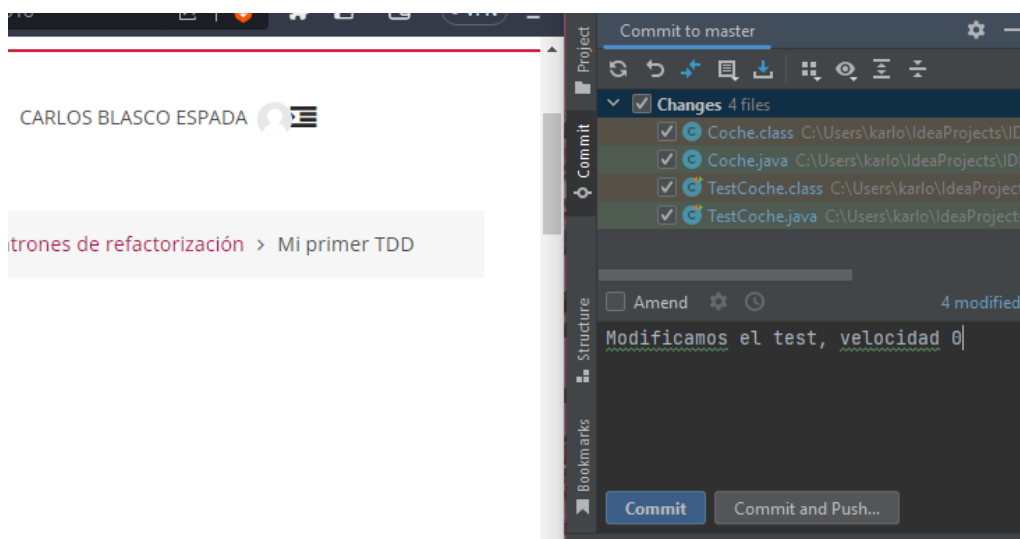 CARLOS BLASCO ESPADA
trones de refactorización > Mi primer TDD
Project
Commit
Structure
Bookmarks
Commit to master
Changes 4 files
Coche.class C:\Users\karlo\IdeaProjects\ID
Coche.java C:\Users\karlo\IdeaProjects\ID
TestCoche.class C:\Users\karlo\IdeaProject
TestCoche.java C:\Users\karlo\IdeaProjects
Amend
4 modified
Modificamos el test, velocidad 0
Commit
Commit and Push...